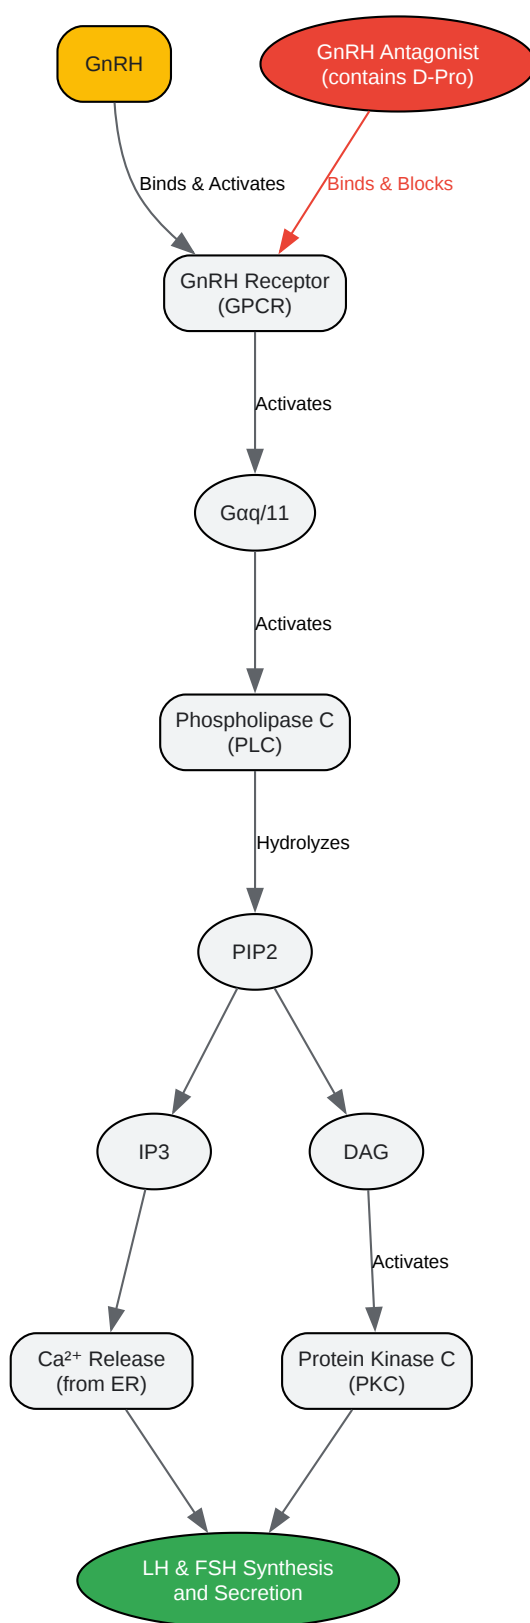 GnRH
GnRH Antagonist
(contains D-Pro)
Binds & Activates
Binds & Blocks
GnRH Receptor
(GPCR)
Activates
Gαq/11
Activates
Phospholipase C
(PLC)
Hydrolyzes
PIP2
IP3
DAG
Activates
Ca²⁺ Release
(from ER)
Protein Kinase C
(PKC)
LH & FSH Synthesis
and Secretion